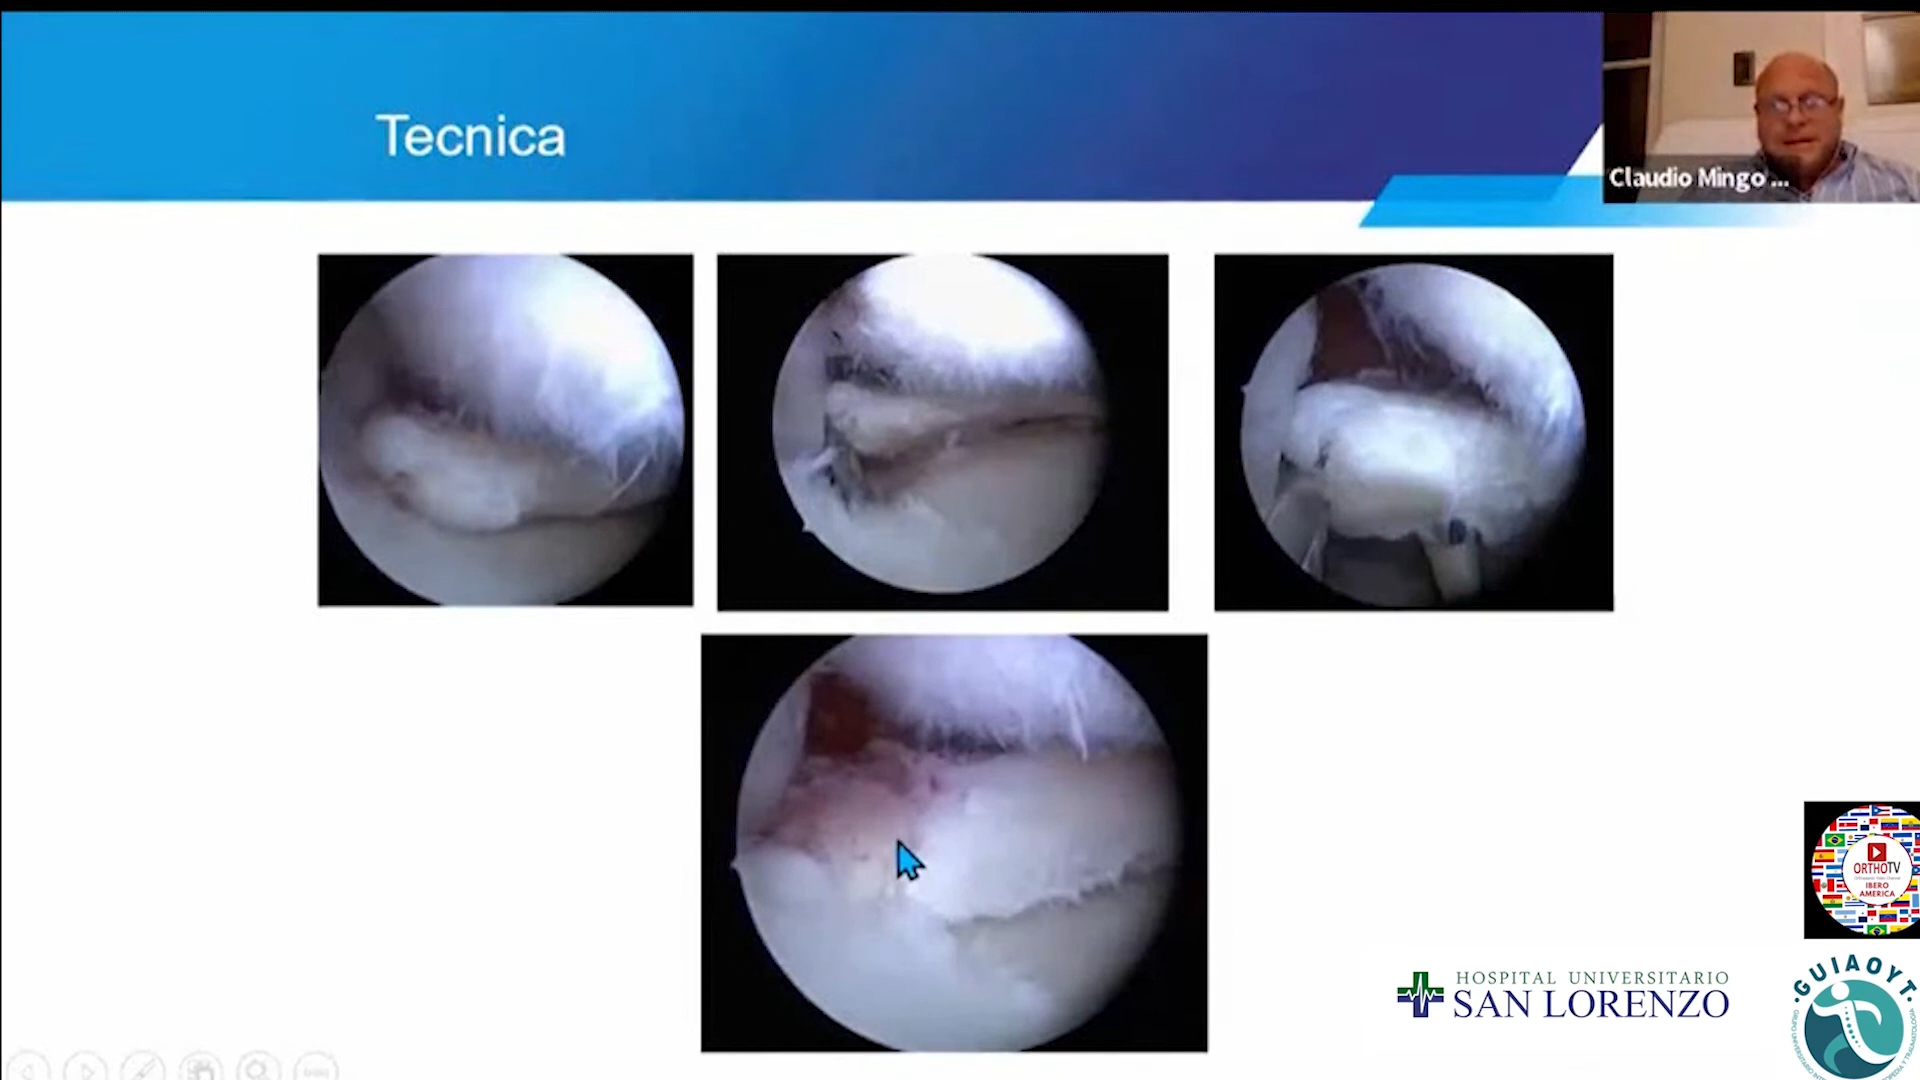 Tecnica
Claudio Mingo ...
ORTHOTV
IBERO
AMERICA
HOSPITAL UNIVERSITARIO
SAN LORENZO
GUIAOYT